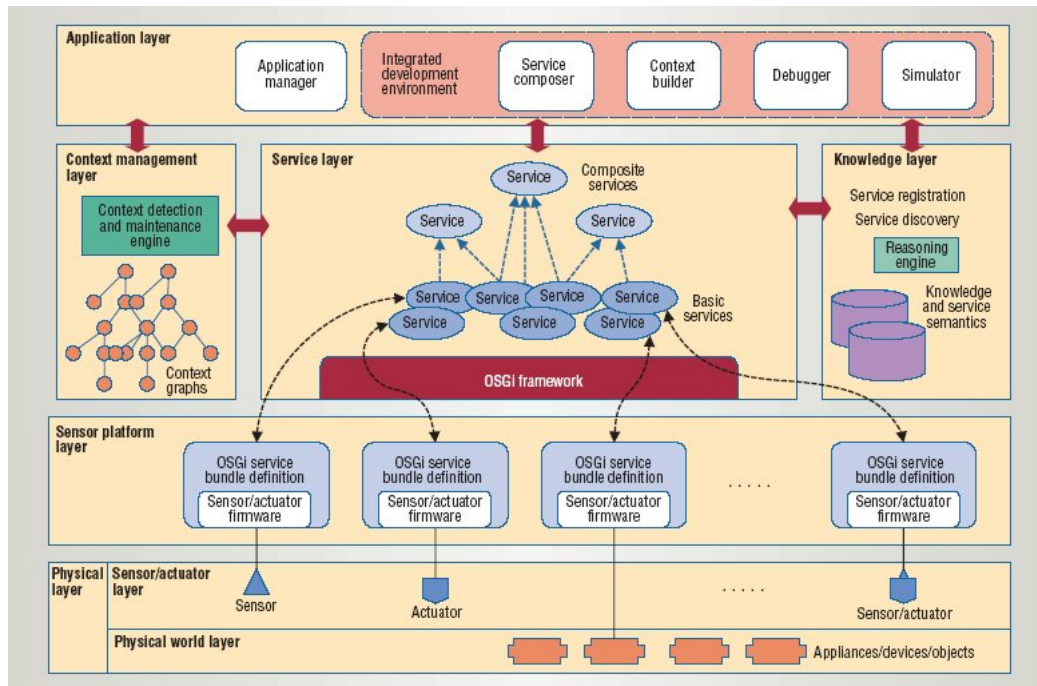 Application layer
Application
manager
Integrated
development
environment
Service
composer
Context
builder
Debugger
Simulator
Context management
layer
Context detection
and maintenance
engine
Context
graphs
Service layer
Service
Composite
services
Service
Service
Service
Service
Service
Service
Service
Service
Service
Basic
services
OSGi framework
Knowledge layer
Service registration
Service discovery
Reasoning
engine
Knowledge
and service
semantics
Sensor platform
layer
OSGi service
bundle definition
Sensor/actuator
firmware
OSGi service
bundle definition
Sensor/actuator
firmware
OSGi service
bundle definition
Sensor/actuator
firmware
. . . . .
OSGi service
bundle definition
Sensor/actuator
firmware
Physical
layer
Sensor/actuator
layer
Sensor
Actuator
. . . . .
Sensor/actuator
Physical world layer
Appliances/devices/objects